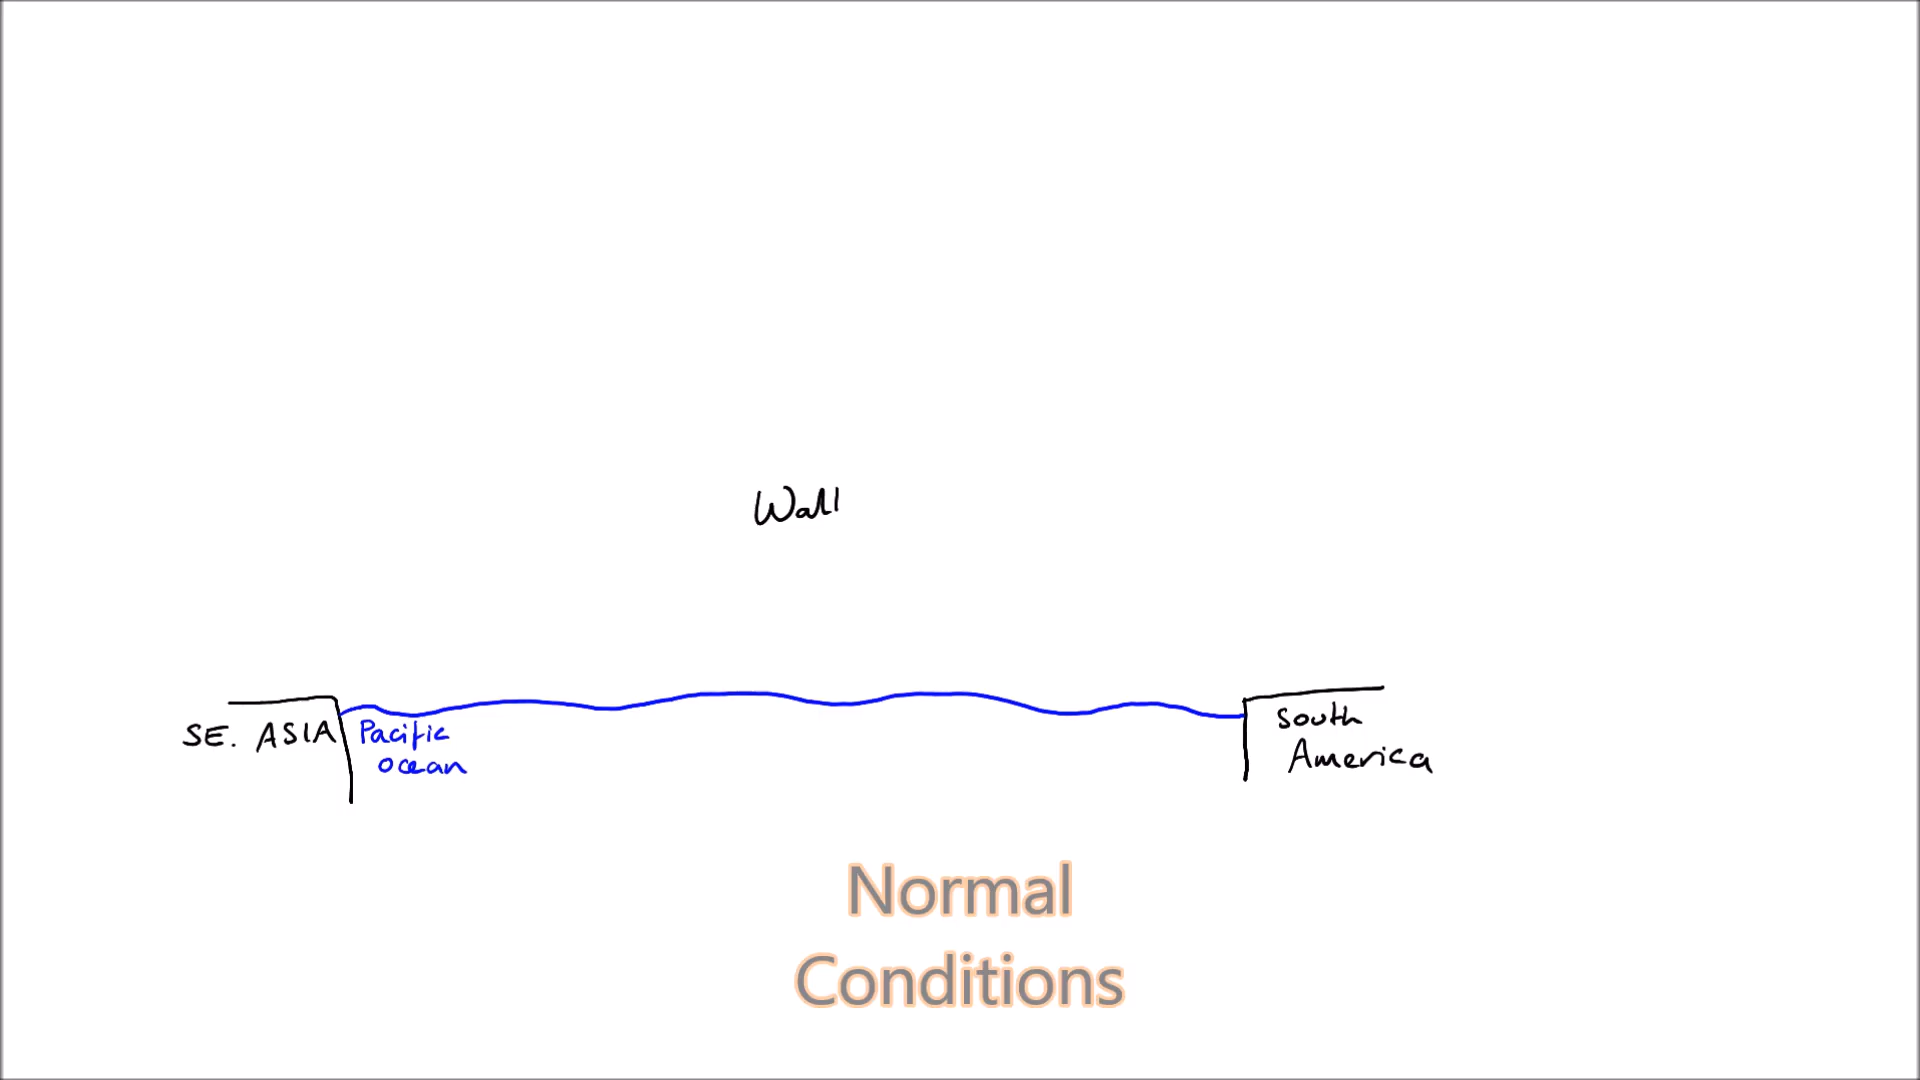 Wall
SE. ASIA
Pacific
ocean
South
America
Normal
Conditions